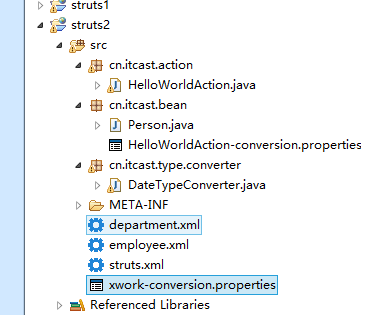 struts1
struts2
src
cn.itcast.action
HelloWorldAction.java
cn.itcast.bean
Person.java
HelloWorldAction-conversion.properties
cn.itcast.type.converter
DateTypeConverter.java
META-INF
department.xml
employee.xml
struts.xml
xwork-conversion.properties
Referenced Libraries